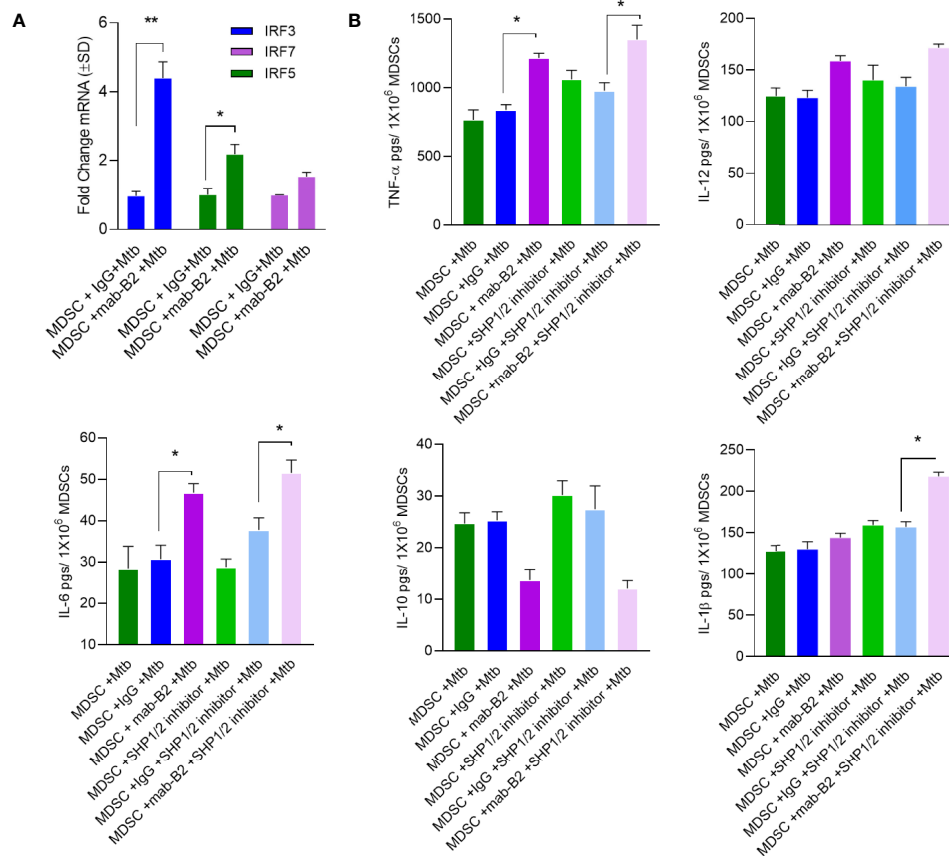 A
Fold Change mRNA (±SD)
6
4
2
0
**
*
IRF3
IRF7
IRF5
MDSC + IgG+Mtb
MDSC +mab-B2 +Mtb
MDSC + IgG+Mtb
MDSC +mab-B2 +Mtb
MDSC + IgG+Mtb
MDSC +mab-B2 +Mtb
B
TNF-α pgs/ 1X10⁶ MDSCs
1500
1000
500
0
*
*
MDSC +Mtb
MDSC +IgG +Mtb
MDSC + mab-B2 +Mtb
MDSC +SHP1/2 inhibitor +Mtb
MDSC +IgG +SHP1/2 inhibitor +Mtb
MDSC +mab-B2 +SHP1/2 inhibitor +Mtb
IL-12 pgs/ 1X10⁶ MDSCs
200
150
100
50
0
MDSC +Mtb
MDSC +IgG +Mtb
MDSC + mab-B2 +Mtb
MDSC +SHP1/2 inhibitor +Mtb
MDSC +IgG +SHP1/2 inhibitor +Mtb
MDSC +mab-B2 +SHP1/2 inhibitor +Mtb
IL-6 pgs/ 1X10⁶ MDSCs
60
50
40
30
20
10
*
*
MDSC +Mtb
MDSC +IgG +Mtb
MDSC + mab-B2 +Mtb
MDSC +SHP1/2 inhibitor +Mtb
MDSC +IgG +SHP1/2 inhibitor +Mtb
MDSC +mab-B2 +SHP1/2 inhibitor +Mtb
IL-10 pgs/ 1X10⁶ MDSCs
40
30
20
10
0
MDSC +Mtb
MDSC +IgG +Mtb
MDSC + mab-B2 +Mtb
MDSC +SHP1/2 inhibitor +Mtb
MDSC +IgG +SHP1/2 inhibitor +Mtb
MDSC +mab-B2 +SHP1/2 inhibitor +Mtb
IL-1β pgs/ 1X10⁶ MDSCs
250
200
150
100
50
0
*
MDSC +Mtb
MDSC +IgG +Mtb
MDSC + mab-B2 +Mtb
MDSC +SHP1/2 inhibitor +Mtb
MDSC +IgG +SHP1/2 inhibitor +Mtb
MDSC +mab-B2 +SHP1/2 inhibitor +Mtb